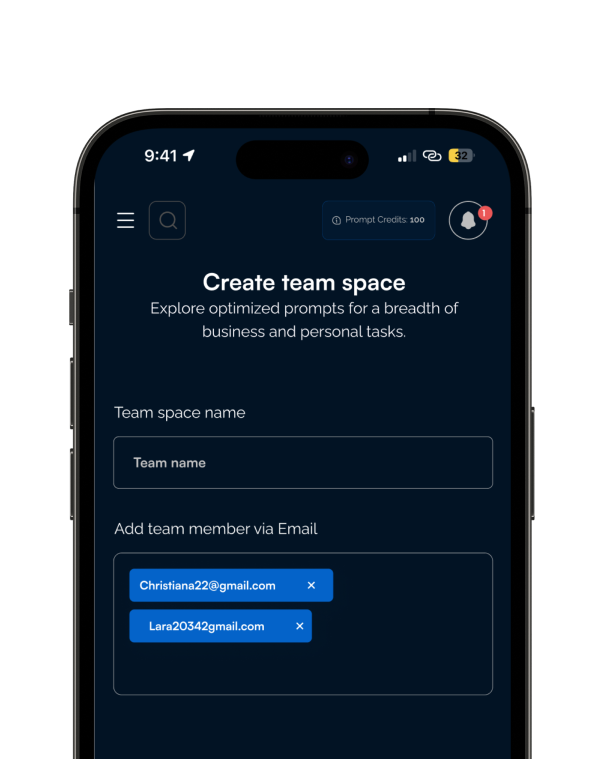 9:41
32
Prompt Credits: 100
1
Create team space
Explore optimized prompts for a breadth of
business and personal tasks.
Team space name
Team name
Add team member via Email
Christiana22@gmail.com ×
Lara20342gmail.com ×